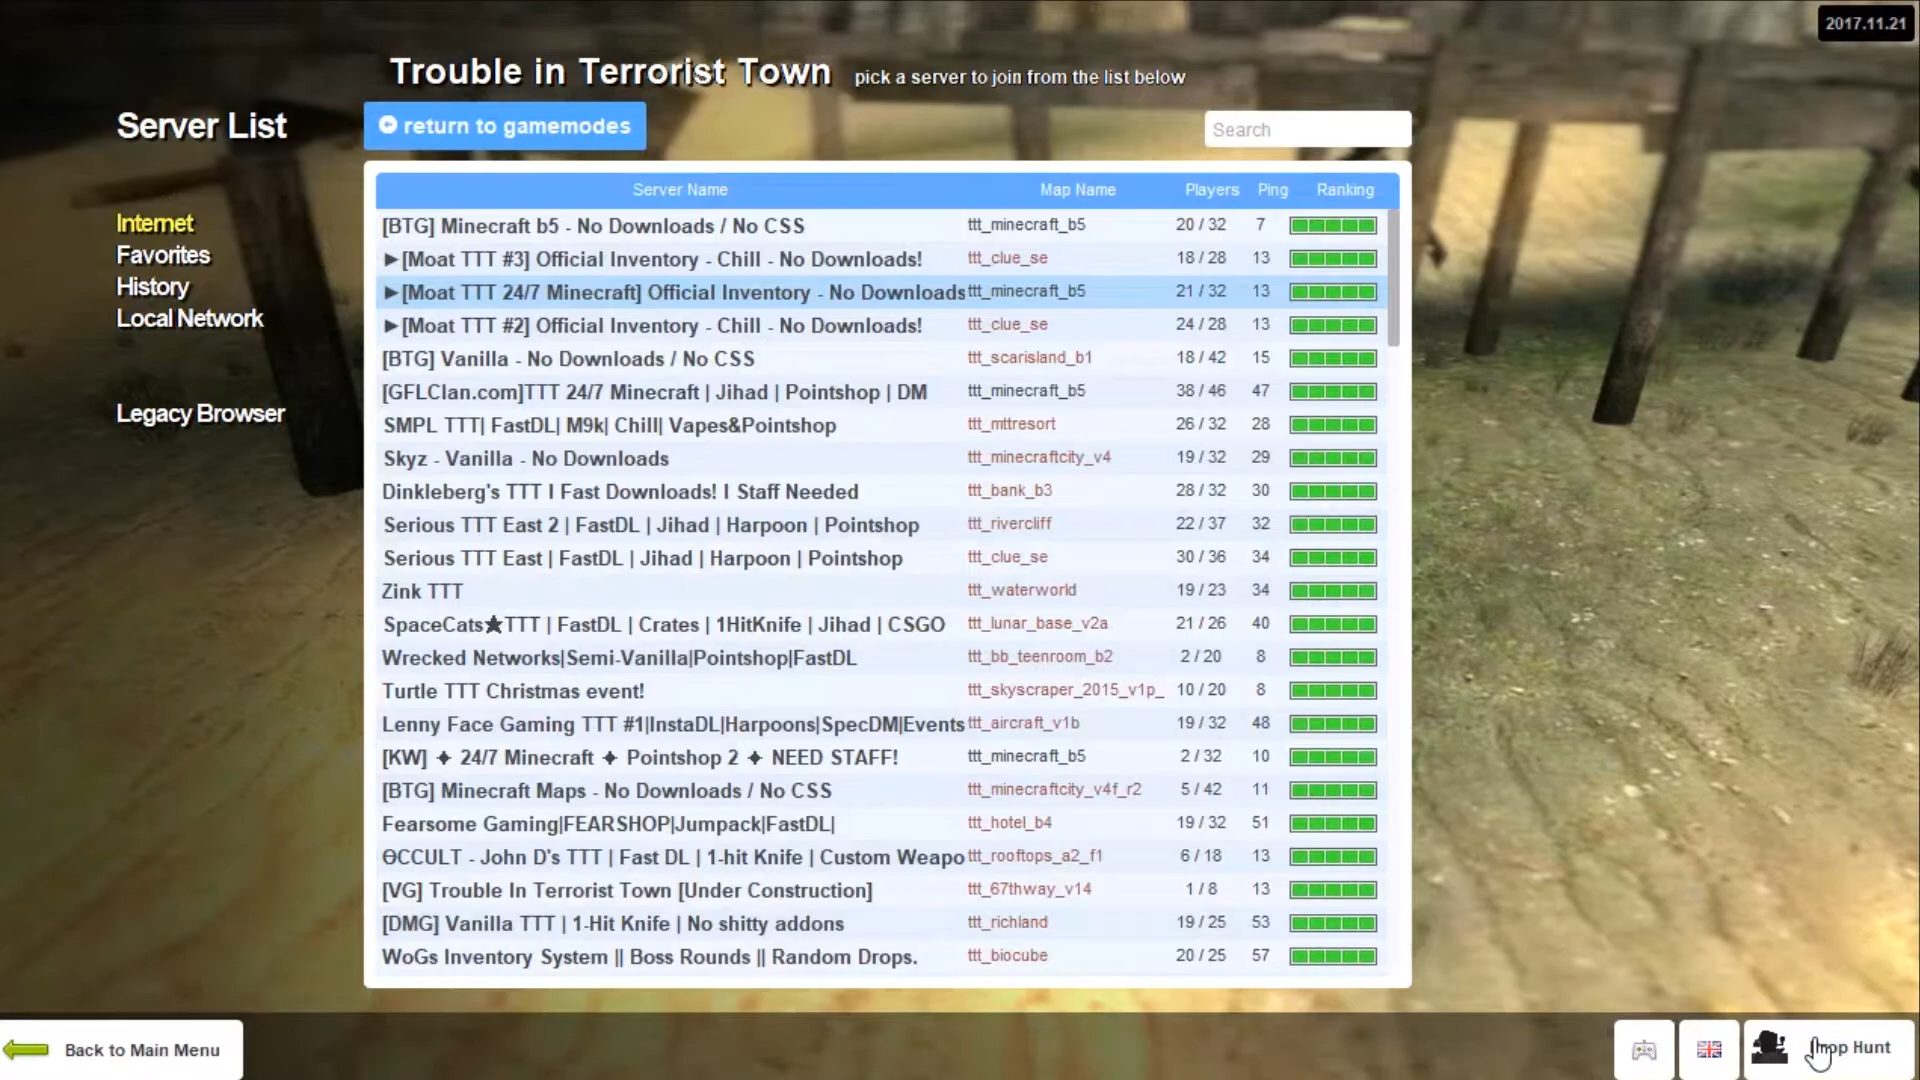 2017.11.21
Trouble in Terrorist Town pick a server to join from the list below
Server List
return to gamemodes
Search
Internet
Favorites
History
Local Network
Legacy Browser
Server Name Map Name Players Ping Ranking
[BTG] Minecraft b5 - No Downloads / No CSS ttt_minecraft_b5 20 / 32 7
►[Moat TTT #3] Official Inventory - Chill - No Downloads! ttt_clue_se 18 / 28 13
►[Moat TTT 24/7 Minecraft] Official Inventory - No Downloads ttt_minecraft_b5 21 / 32 13
►[Moat TTT #2] Official Inventory - Chill - No Downloads! ttt_clue_se 24 / 28 13
[BTG] Vanilla - No Downloads / No CSS ttt_scarisland_b1 18 / 42 15
[GFLClan.com]TTT 24/7 Minecraft | Jihad | Pointshop | DM ttt_minecraft_b5 38 / 46 47
SMPL TTT| FastDL| M9k| Chill| Vapes&Pointshop ttt_mttresort 26 / 32 28
Skyz - Vanilla - No Downloads ttt_minecraftcity_v4 19 / 32 29
Dinkleberg's TTT I Fast Downloads! I Staff Needed ttt_bank_b3 28 / 32 30
Serious TTT East 2 | FastDL | Jihad | Harpoon | Pointshop ttt_rivercliff 22 / 37 32
Serious TTT East | FastDL | Jihad | Harpoon | Pointshop ttt_clue_se 30 / 36 34
Zink TTT ttt_waterworld 19 / 23 34
SpaceCats★TTT | FastDL | Crates | 1HitKnife | Jihad | CSGO ttt_lunar_base_v2a 21 / 26 40
Wrecked Networks|Semi-Vanilla|Pointshop|FastDL ttt_bb_teenroom_b2 2 / 20 8
Turtle TTT Christmas event! ttt_skyscraper_2015_v1p_ 10 / 20 8
Lenny Face Gaming TTT #1|InstaDL|Harpoons|SpecDM|Events ttt_aircraft_v1b 19 / 32 48
[KW] ✦ 24/7 Minecraft ✦ Pointshop 2 ✦ NEED STAFF! ttt_minecraft_b5 2 / 32 10
[BTG] Minecraft Maps - No Downloads / No CSS ttt_minecraftcity_v4f_r2 5 / 42 11
Fearsome Gaming|FEARSHOP|Jumpack|FastDL| ttt_hotel_b4 19 / 32 51
ӨCCULT - John D's TTT | Fast DL | 1-hit Knife | Custom Weapo ttt_rooftops_a2_f1 6 / 18 13
[VG] Trouble In Terrorist Town [Under Construction] ttt_67thway_v14 1 / 8 13
[DMG] Vanilla TTT | 1-Hit Knife | No shitty addons ttt_richland 19 / 25 53
WoGs Inventory System || Boss Rounds || Random Drops. ttt_biocube 20 / 25 57
Back to Main Menu
Prop Hunt